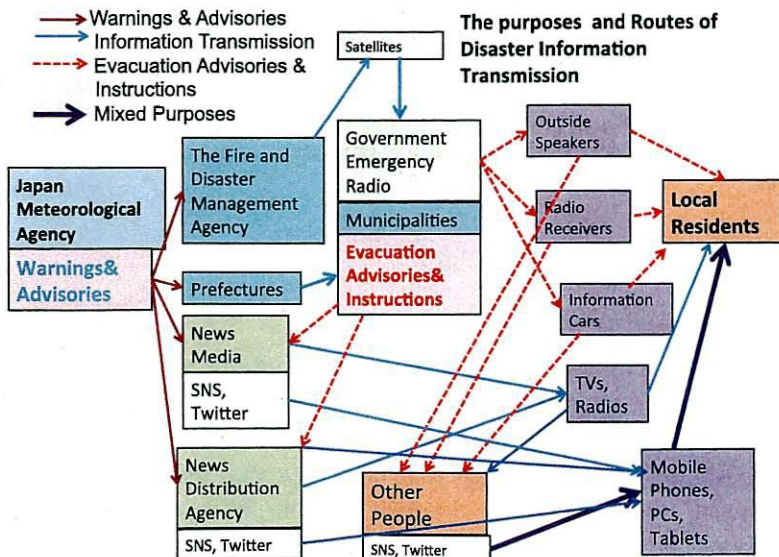 Warnings & Advisories
Information Transmission
Evacuation Advisories &
Instructions
Mixed Purposes
The purposes and Routes of
Disaster Information
Transmission
Satellites
Japan
Meteorological
Agency
Warnings&
Advisories
The Fire and
Disaster
Management
Agency
Prefectures
News
Media
SNS,
Twitter
News
Distribution
Agency
SNS, Twitter
Government
Emergency
Radio
Municipalities
Evacuation
Advisories&
Instructions
Other
People
SNS, Twitter
Outside
Speakers
Radio
Receivers
Information
Cars
TVs,
Radios
Mobile
Phones,
PCs,
Tablets
Local
Residents